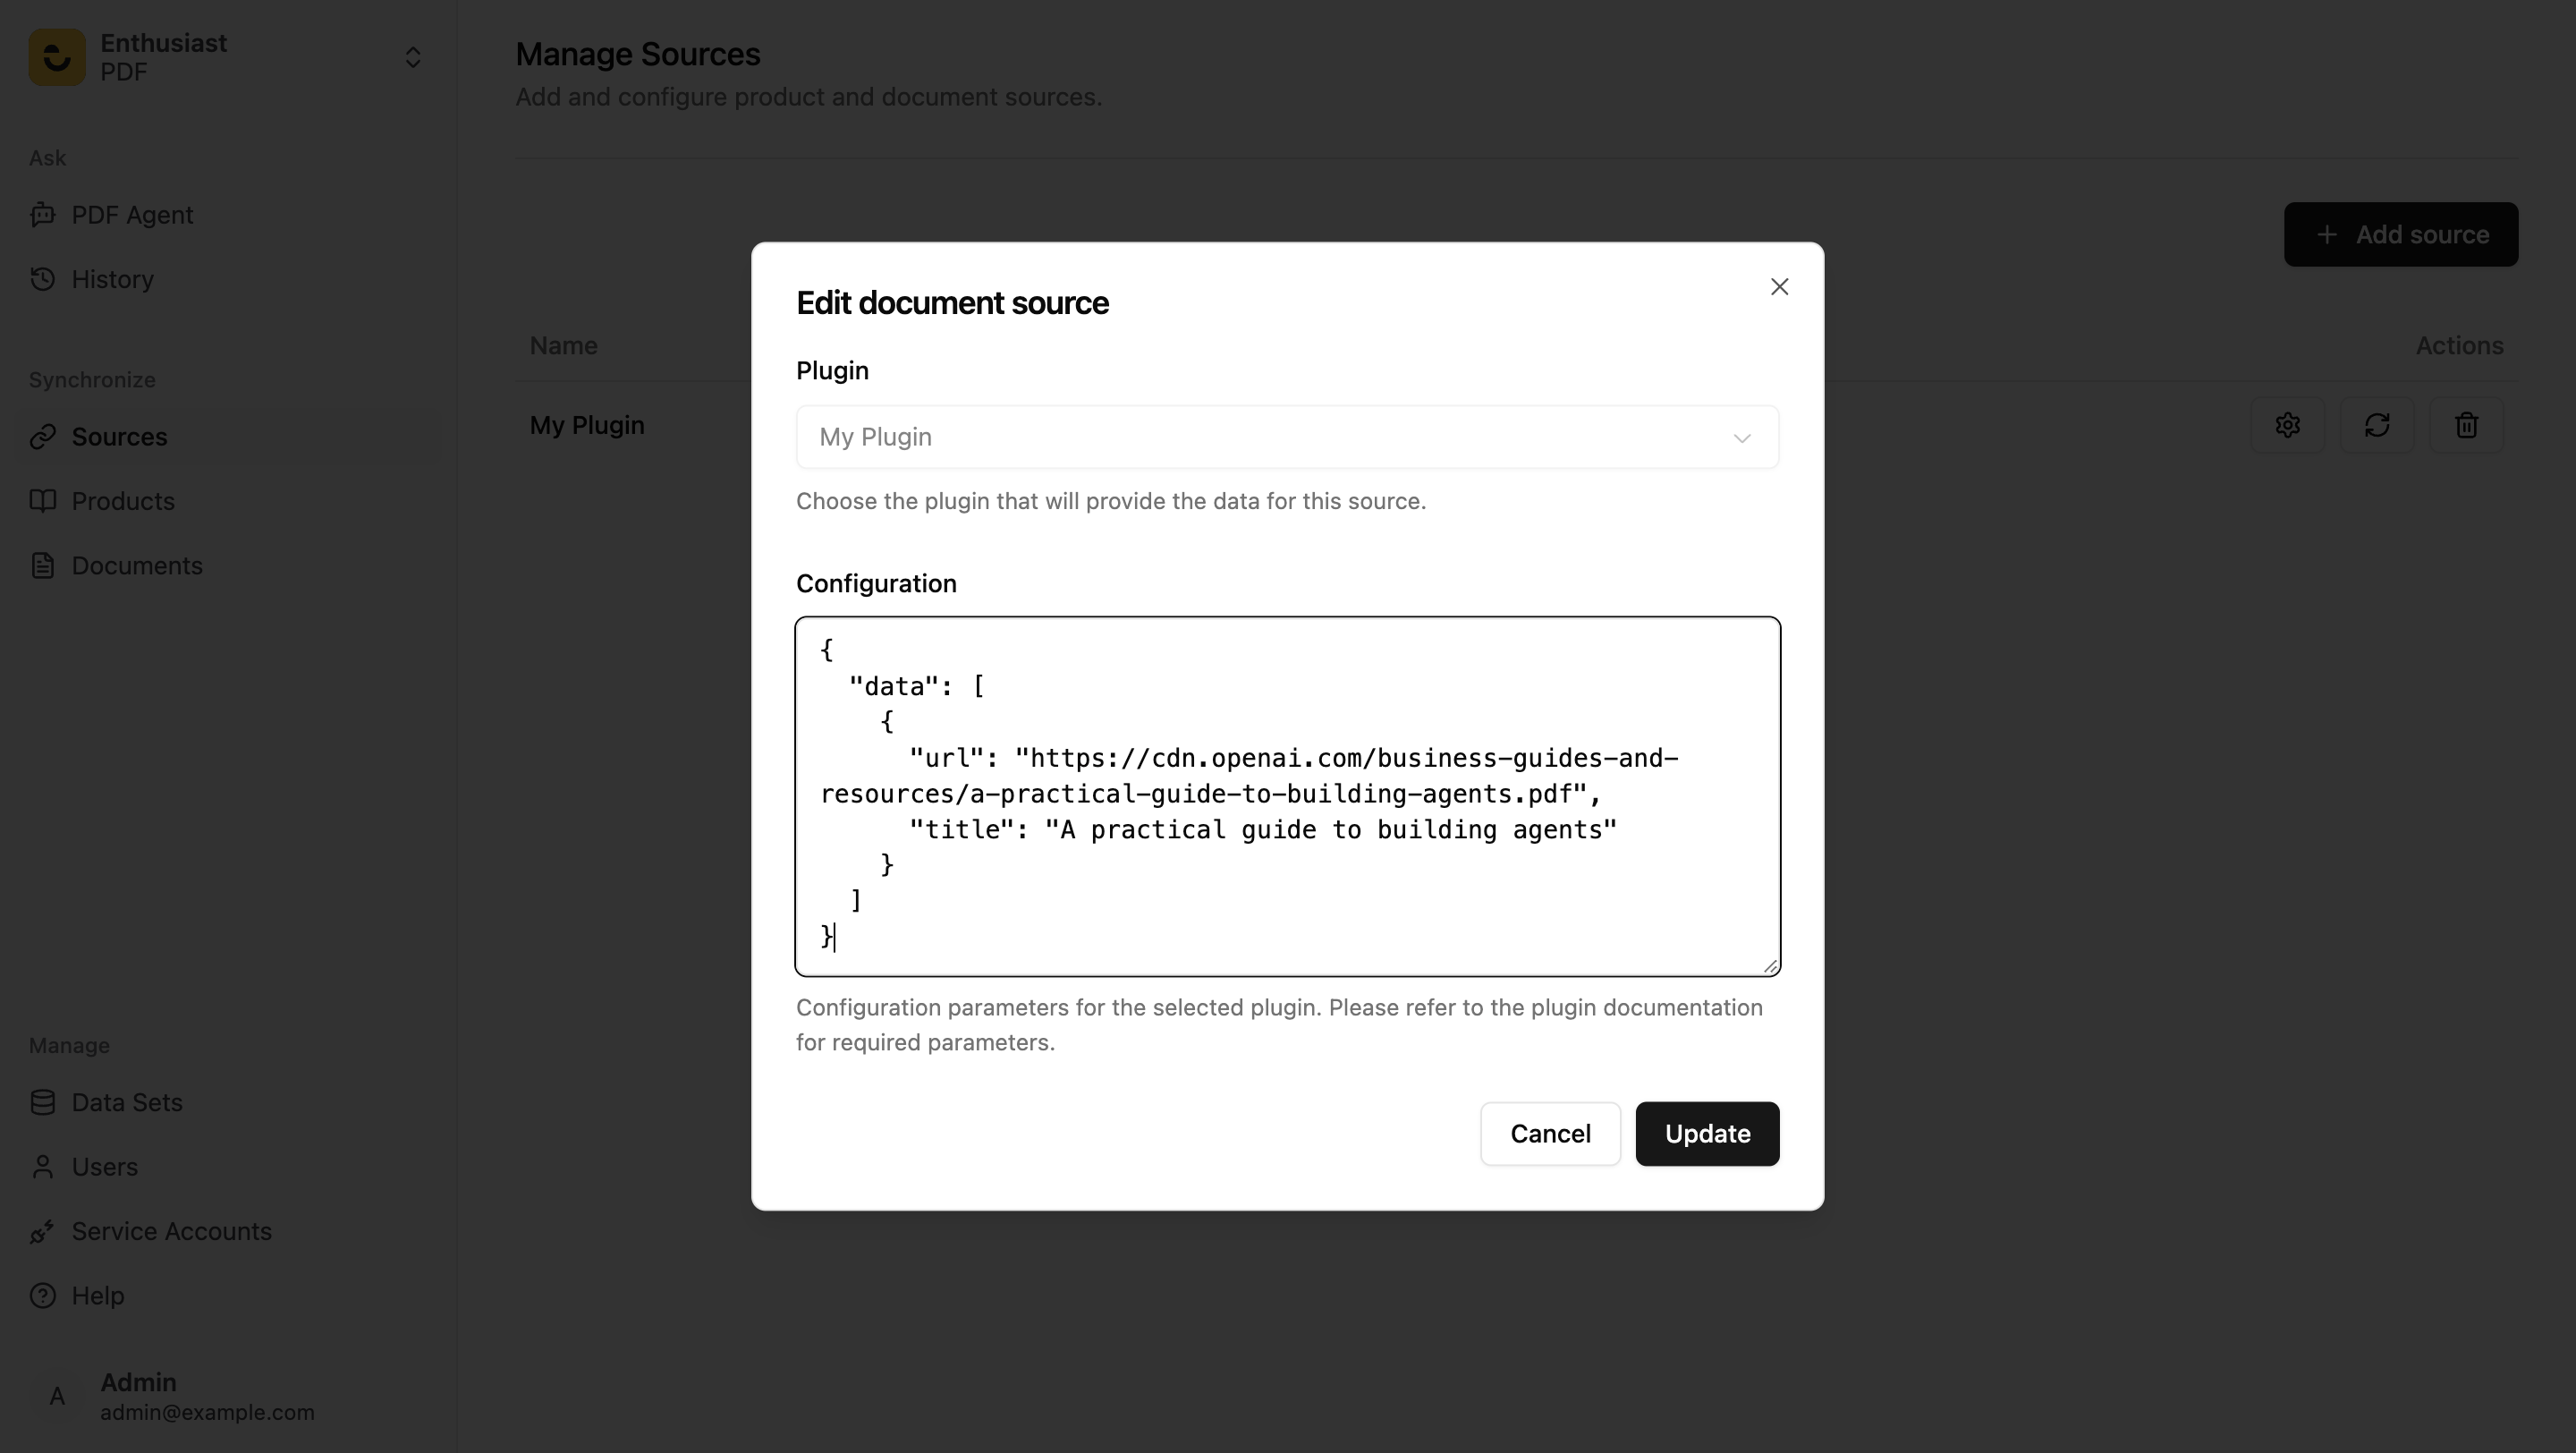 Enthusiast
PDF
Ask
PDF Agent
History
Synchronize
Sources
Products
Documents
Manage
Data Sets
Users
Service Accounts
Help
A
Admin
admin@example.com
Manage Sources
Add and configure product and document sources.
Add source
Name
Actions
My Plugin
Edit document source
Plugin
My Plugin
Choose the plugin that will provide the data for this source.
Configuration
{
  "data": [
    {
      "url": "https://cdn.openai.com/business-guides-and-
resources/a-practical-guide-to-building-agents.pdf",
      "title": "A practical guide to building agents"
    }
  ]
}
Configuration parameters for the selected plugin. Please refer to the plugin documentation
for required parameters.
Cancel
Update